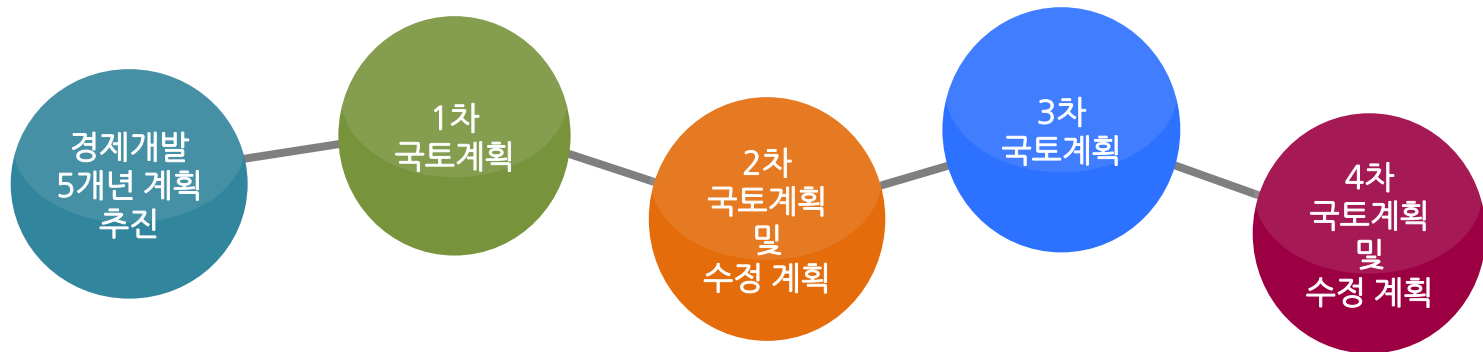 경제개발
5개년 계획
추진
1차
국토계획
2차
국토계획
및
수정 계획
3차
국토계획
4차
국토계획
및
수정 계획